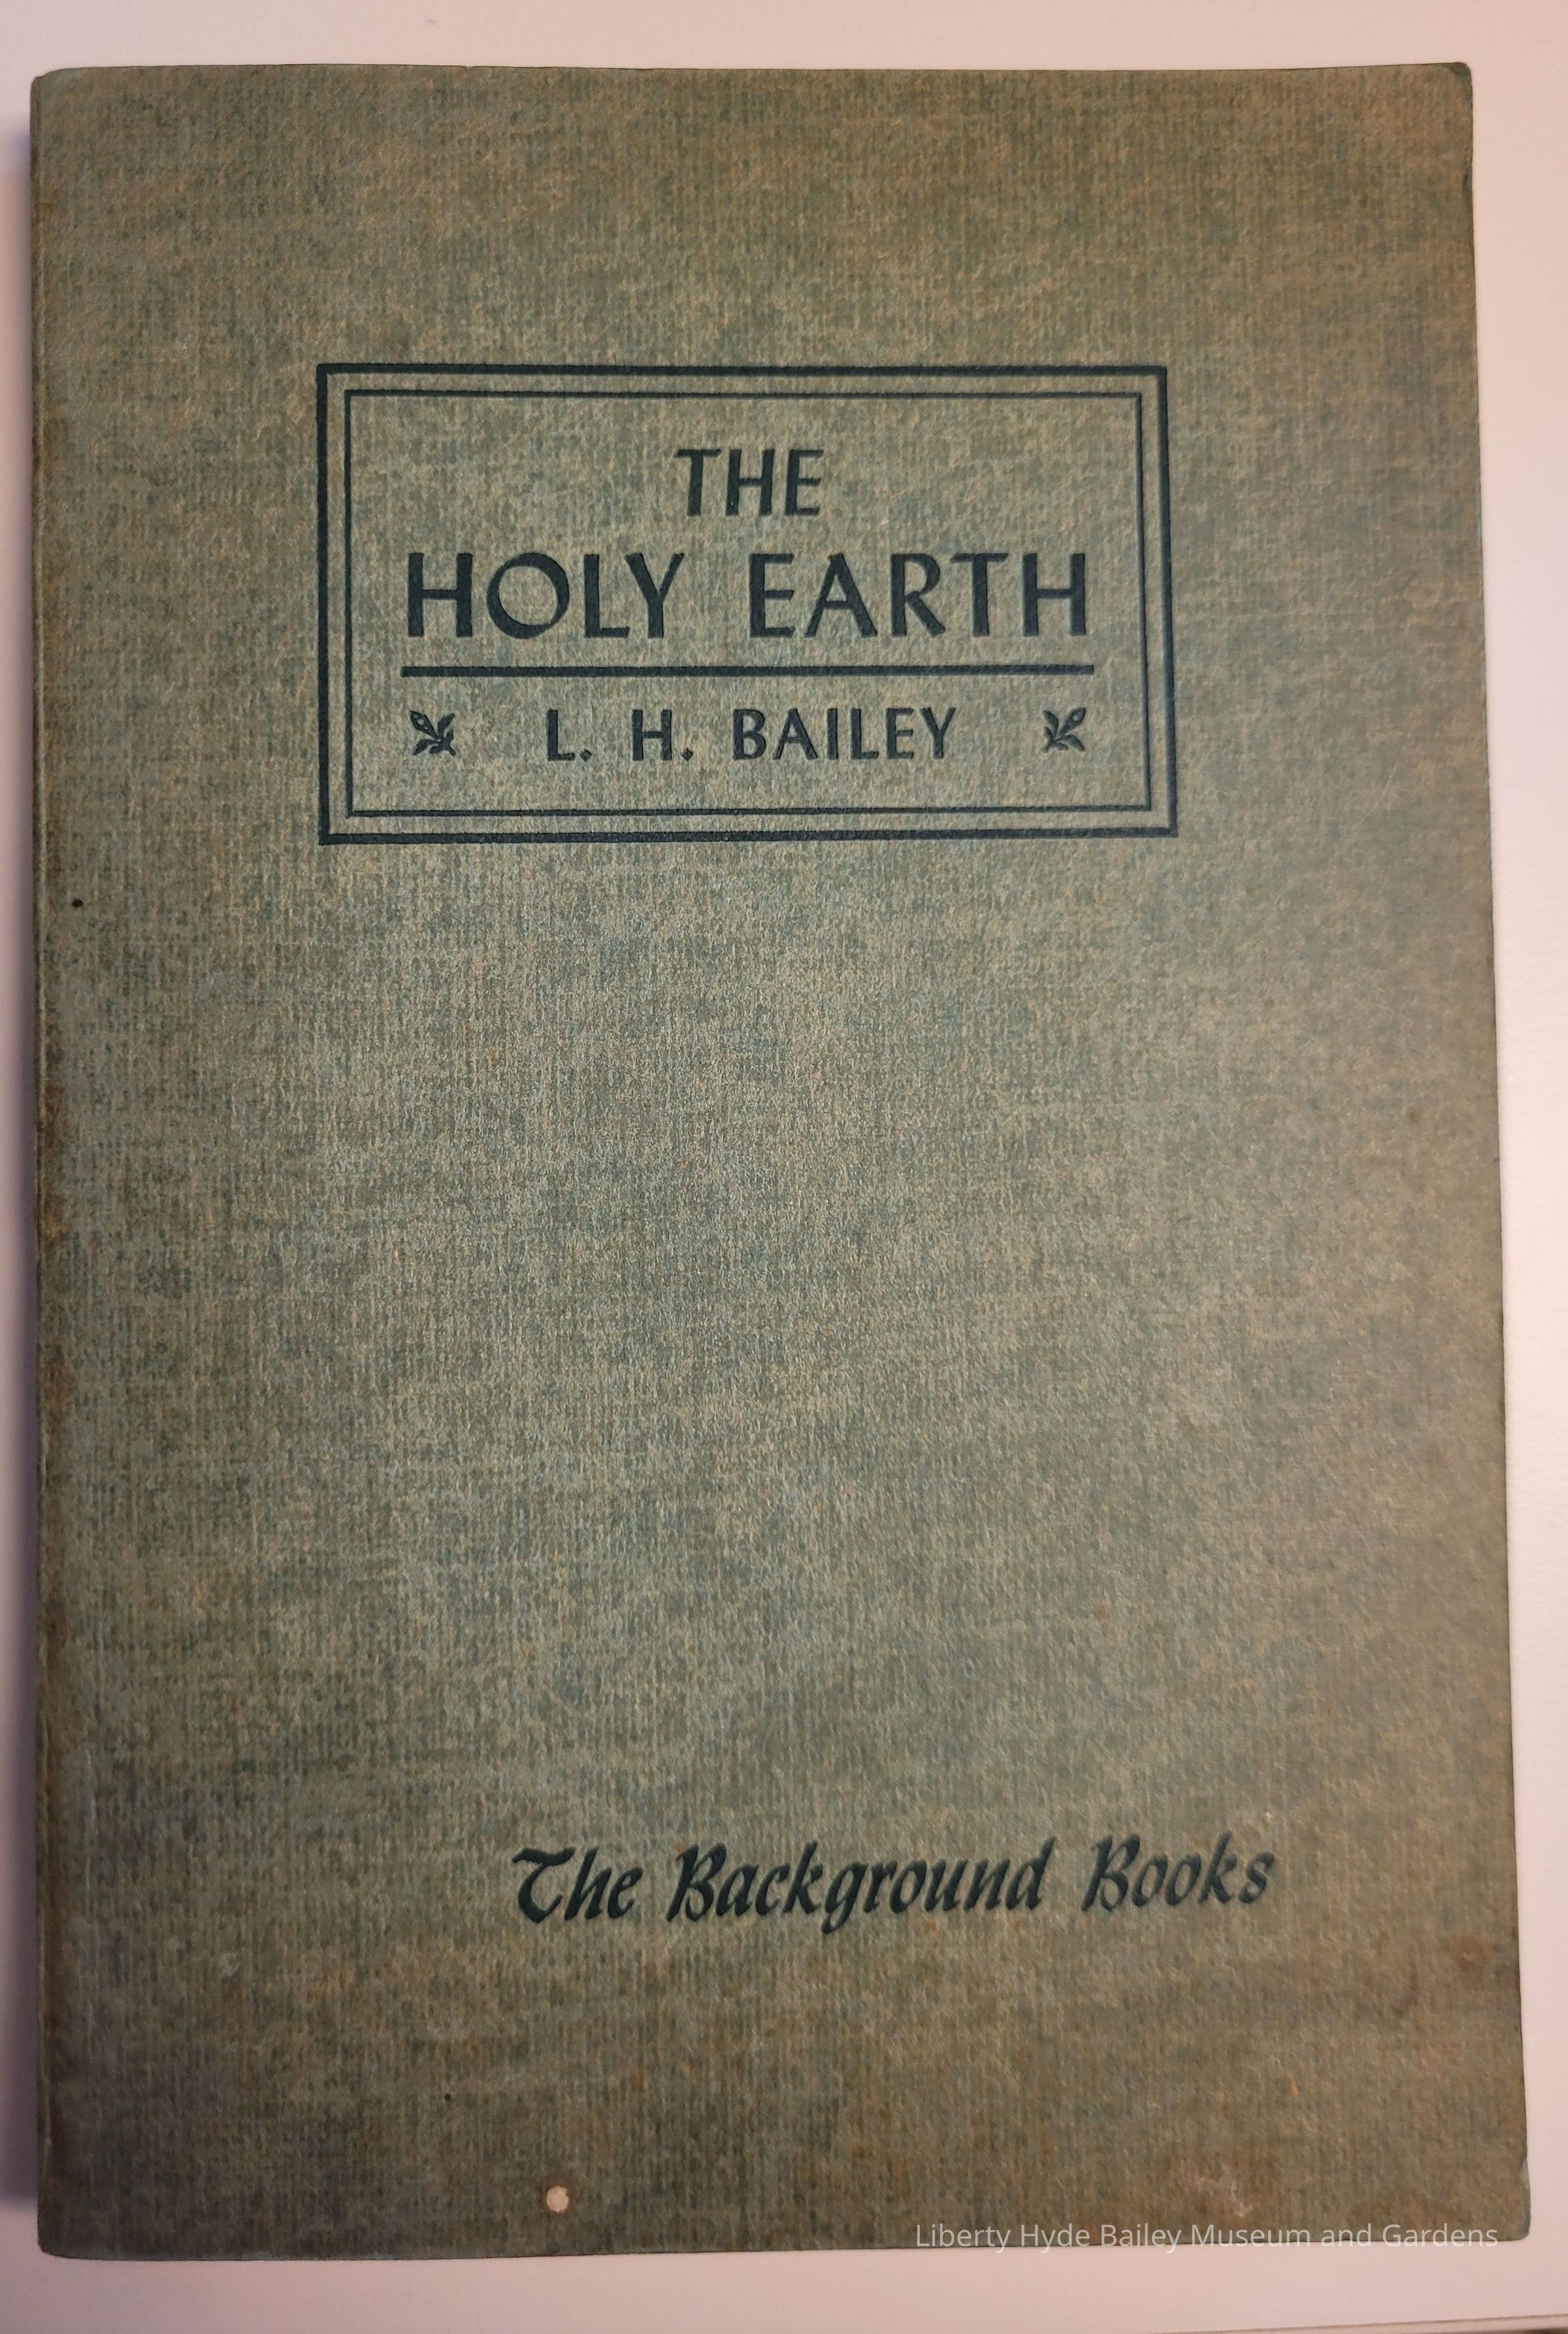 THE
HOLY EARTH
L. H. BAILEY
The Background Books
Liberty Hyde Bailey Museum and Gardens